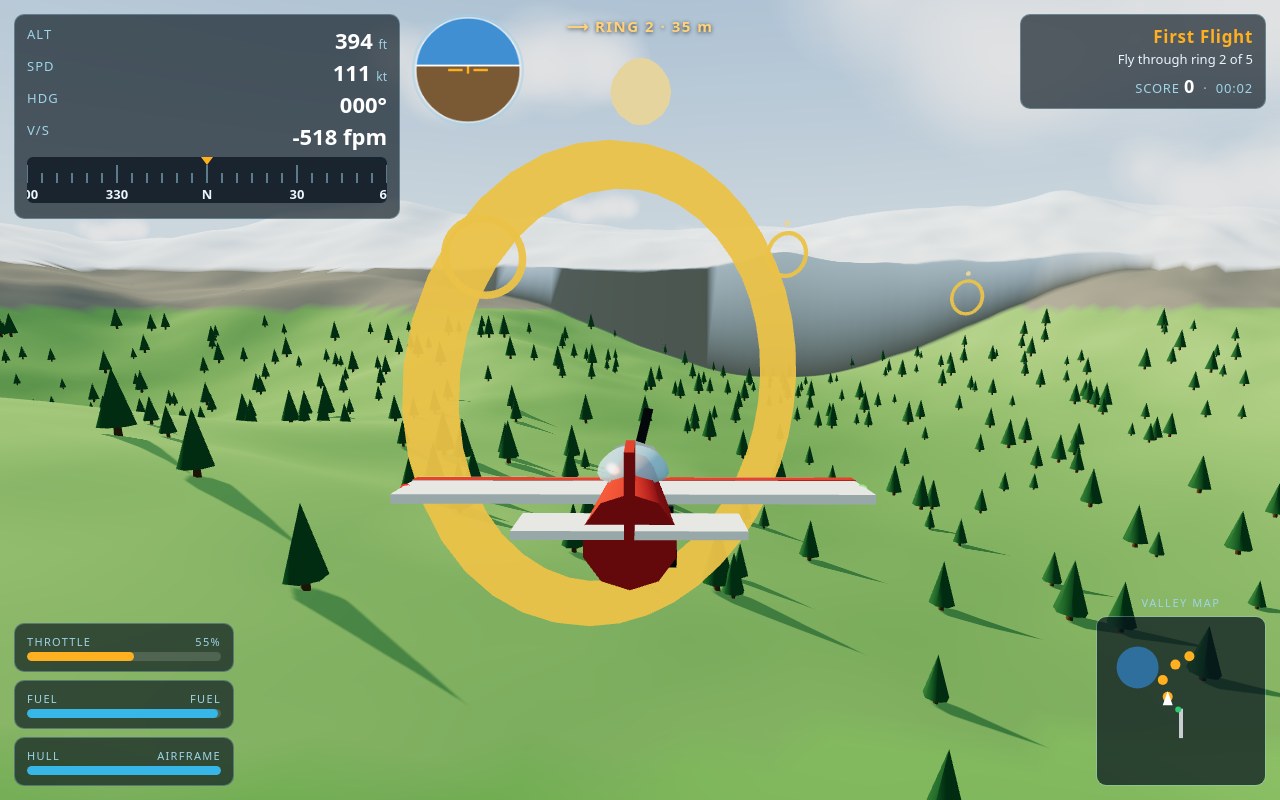 ALT 394 ft
SPD 111 kt
HDG 000°
V/S -518 fpm
00 330 N 30 6
⟶ RING 2 · 35 m
First Flight
Fly through ring 2 of 5
SCORE 0 · 00:02
THROTTLE 55%
FUEL FUEL
HULL AIRFRAME
VALLEY MAP